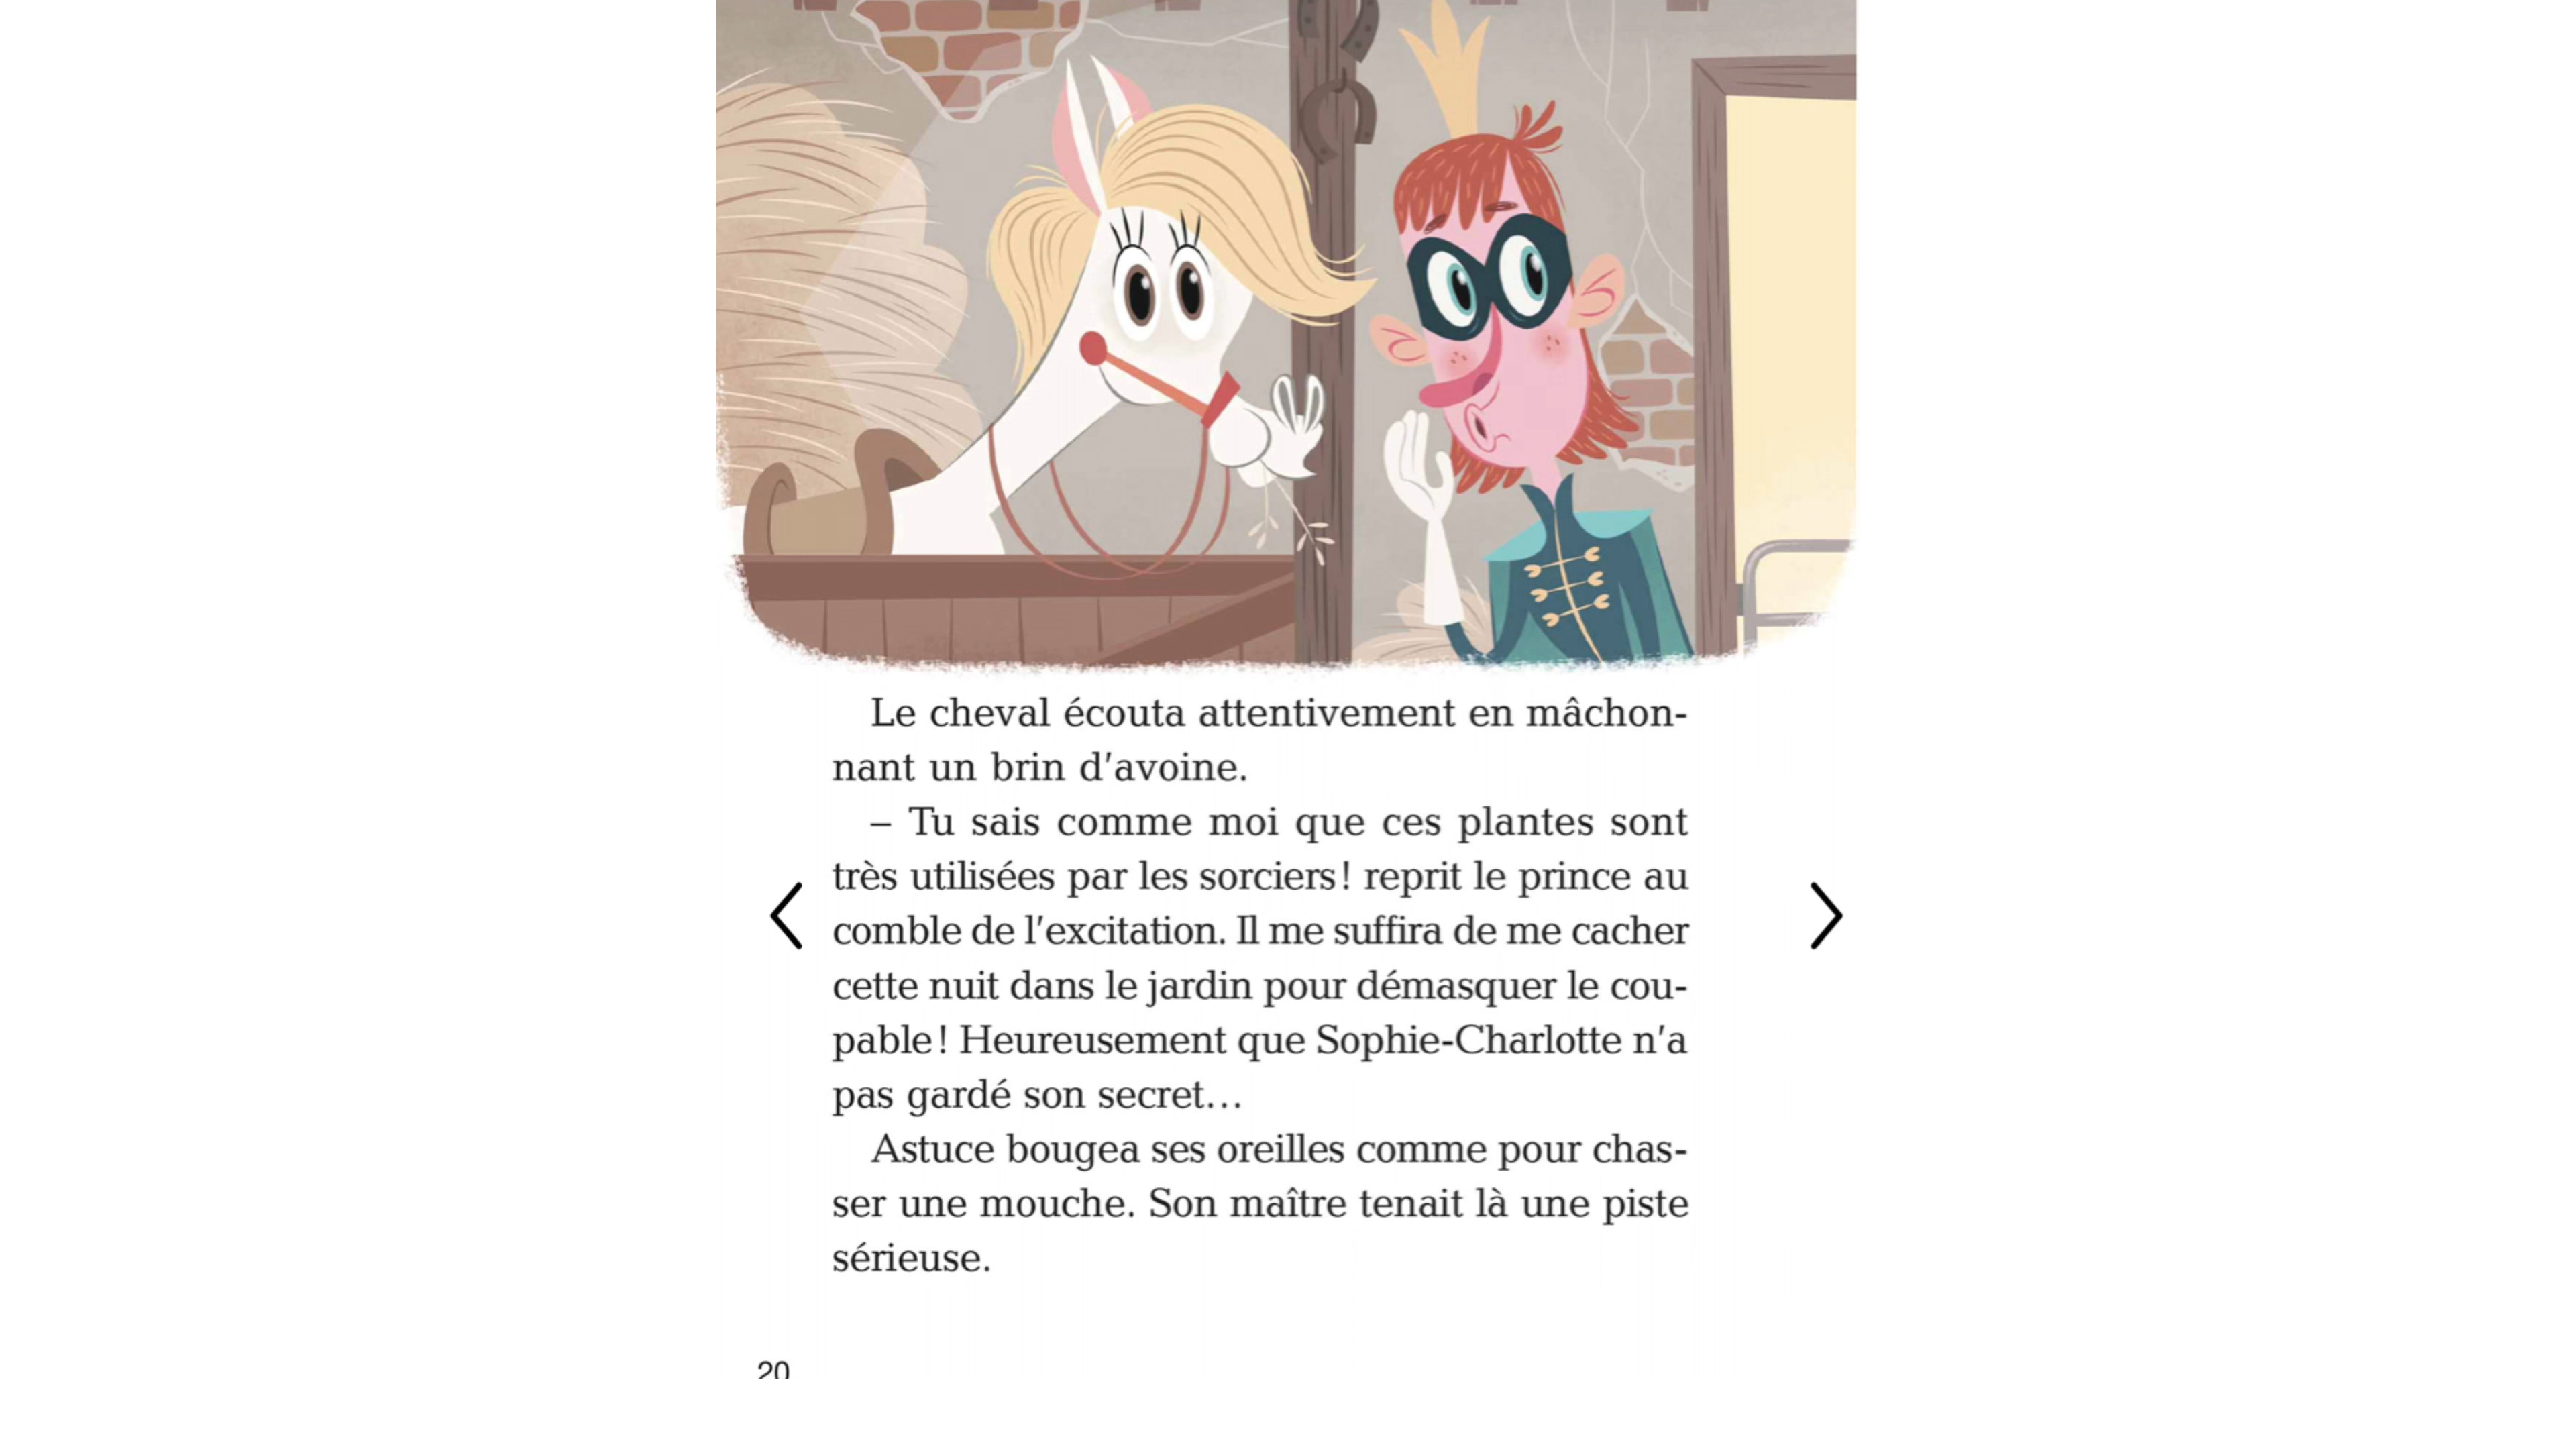 Le cheval écouta attentivement en mâchon-
nant un brin d'avoine.
– Tu sais comme moi que ces plantes sont
très utilisées par les sorciers ! reprit le prince au
comble de l'excitation. Il me suffira de me cacher
cette nuit dans le jardin pour démasquer le cou-
pable ! Heureusement que Sophie-Charlotte n'a
pas gardé son secret…
Astuce bougea ses oreilles comme pour chas-
ser une mouche. Son maître tenait là une piste
sérieuse.
20